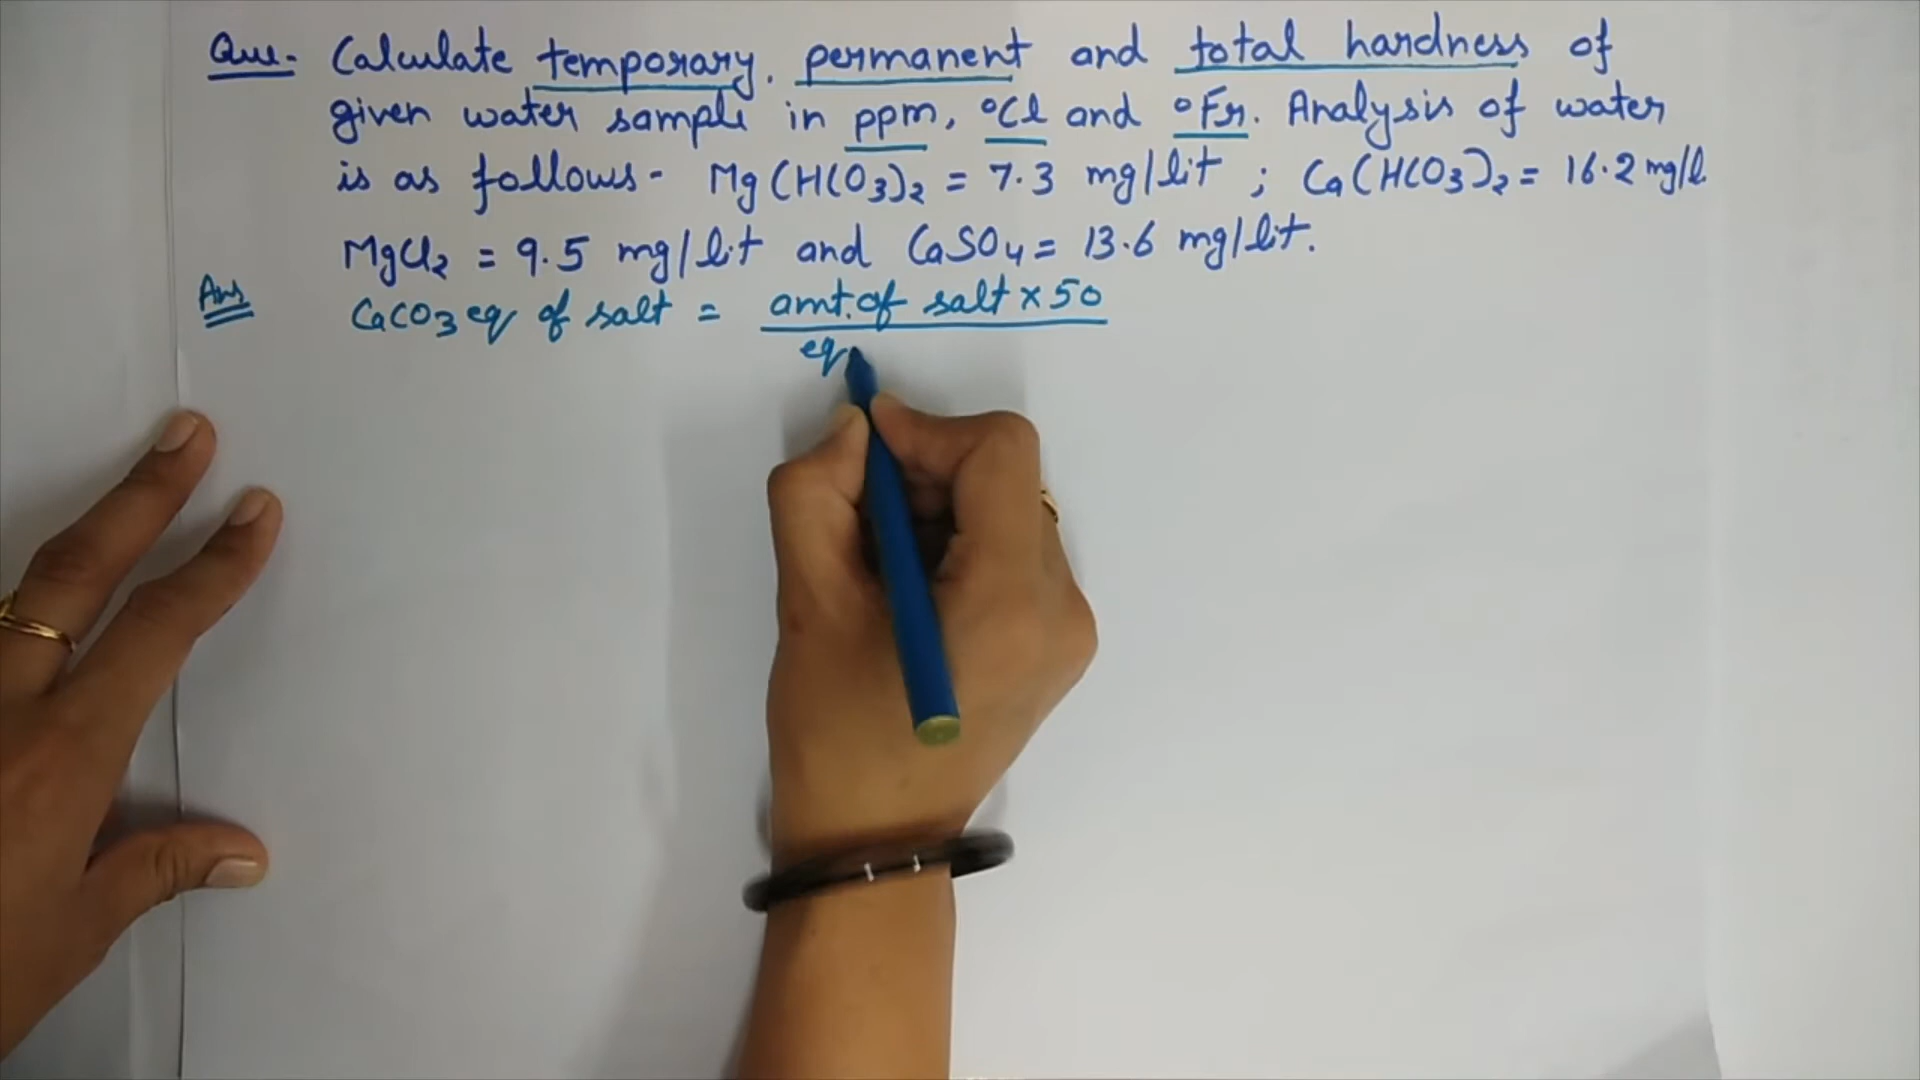 Que- Calculate temporary, permanent and total hardness of
given water sample in ppm, °Cl and °Fr. Analysis of water
is as follows- Mg(HCO3)2 = 7.3 mg/lit ; Ca(HCO3)2 = 16.2 mg/l.
MgCl2 = 9.5 mg/lit and CaSO4 = 13.6 mg/lit.
Ans CaCO3 eq of salt = amt. of salt × 50
eq